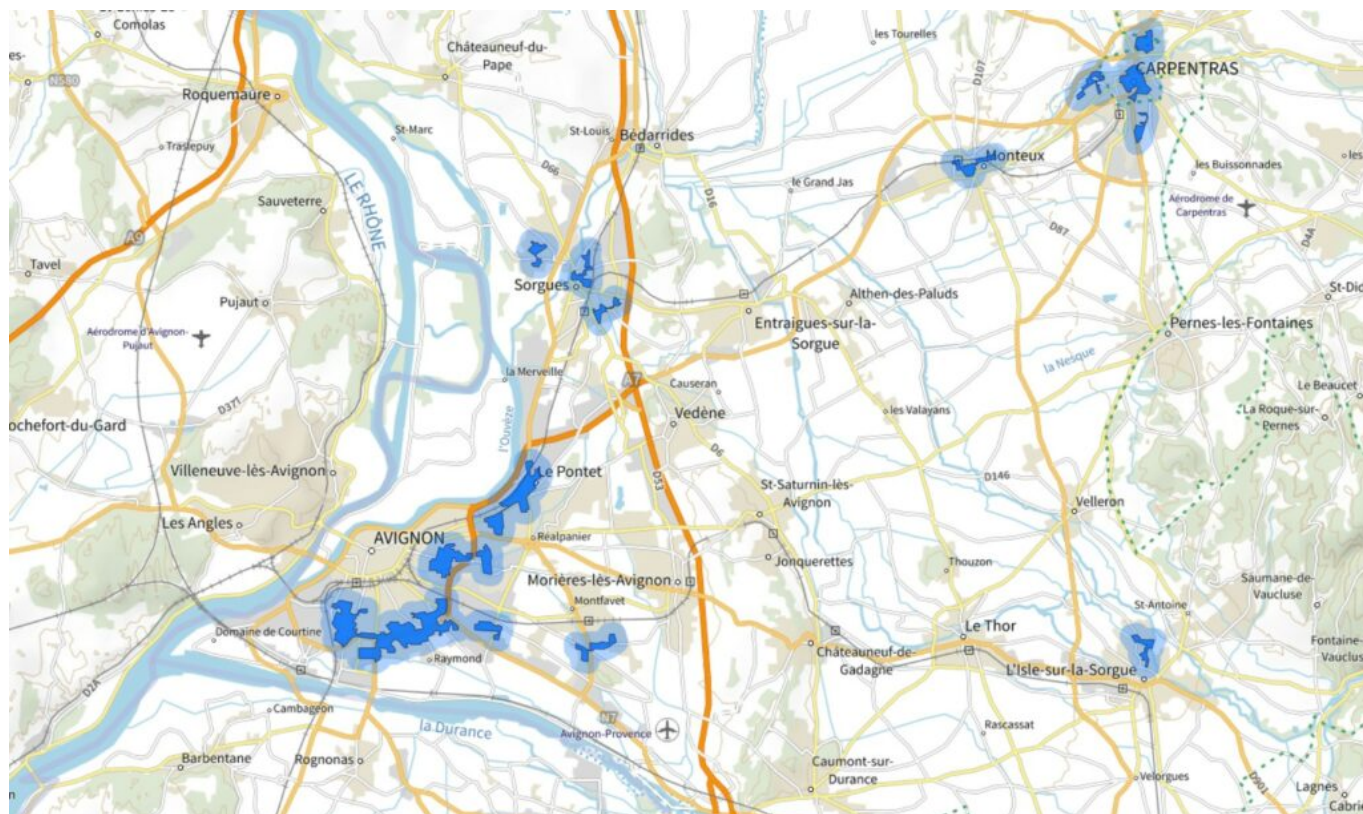 Comolas
les Tourelles
Châteauneuf-du-
Pape
D107
CARPENTRAS
N580
Roquemaure
St-Marc
St-Louis
Bédarrides
Traslepuy
D66
Monteux
les Buissonnades
le Grand Jas
D16
LE RHÔNE
Sauveterre
Aérodrome de
Carpentras
D87
D4A
A9
Tavel
Sorgues
Pujaut
Althen-des-Paluds
St-Did
Entraigues-sur-la-
Sorgue
Pernes-les-Fontaines
Aérodrome d'Avignon-
Pujaut
la Nesque
la Merveille
A7
Causeran
Le Beaucet
D371
l'Ouvèze
Vedène
les Valayans
La Roque-sur-
Pernes
ochefort-du-Gard
D6
Villeneuve-lès-Avignon
Le Pontet
D53
D146
St-Saturnin-lès-
Avignon
Velleron
Les Angles
AVIGNON
Réalpanier
Jonquerettes
Thouzon
Morières-lès-Avignon
Saumane-de-
Vaucluse
Montfavet
St-Antoine
Domaine de Courtine
Le Thor
Fontaine-
Vauclus
Raymond
Châteauneuf-de-
Gadagne
L'Isle-sur-la-Sorgue
D2A
Cambageon
N7
la Durance
Avignon-Provence
Rascassat
Barbentane
Rognonas
Caumont-sur-
Durance
Velorgues
D901
Lagnes
Cabri